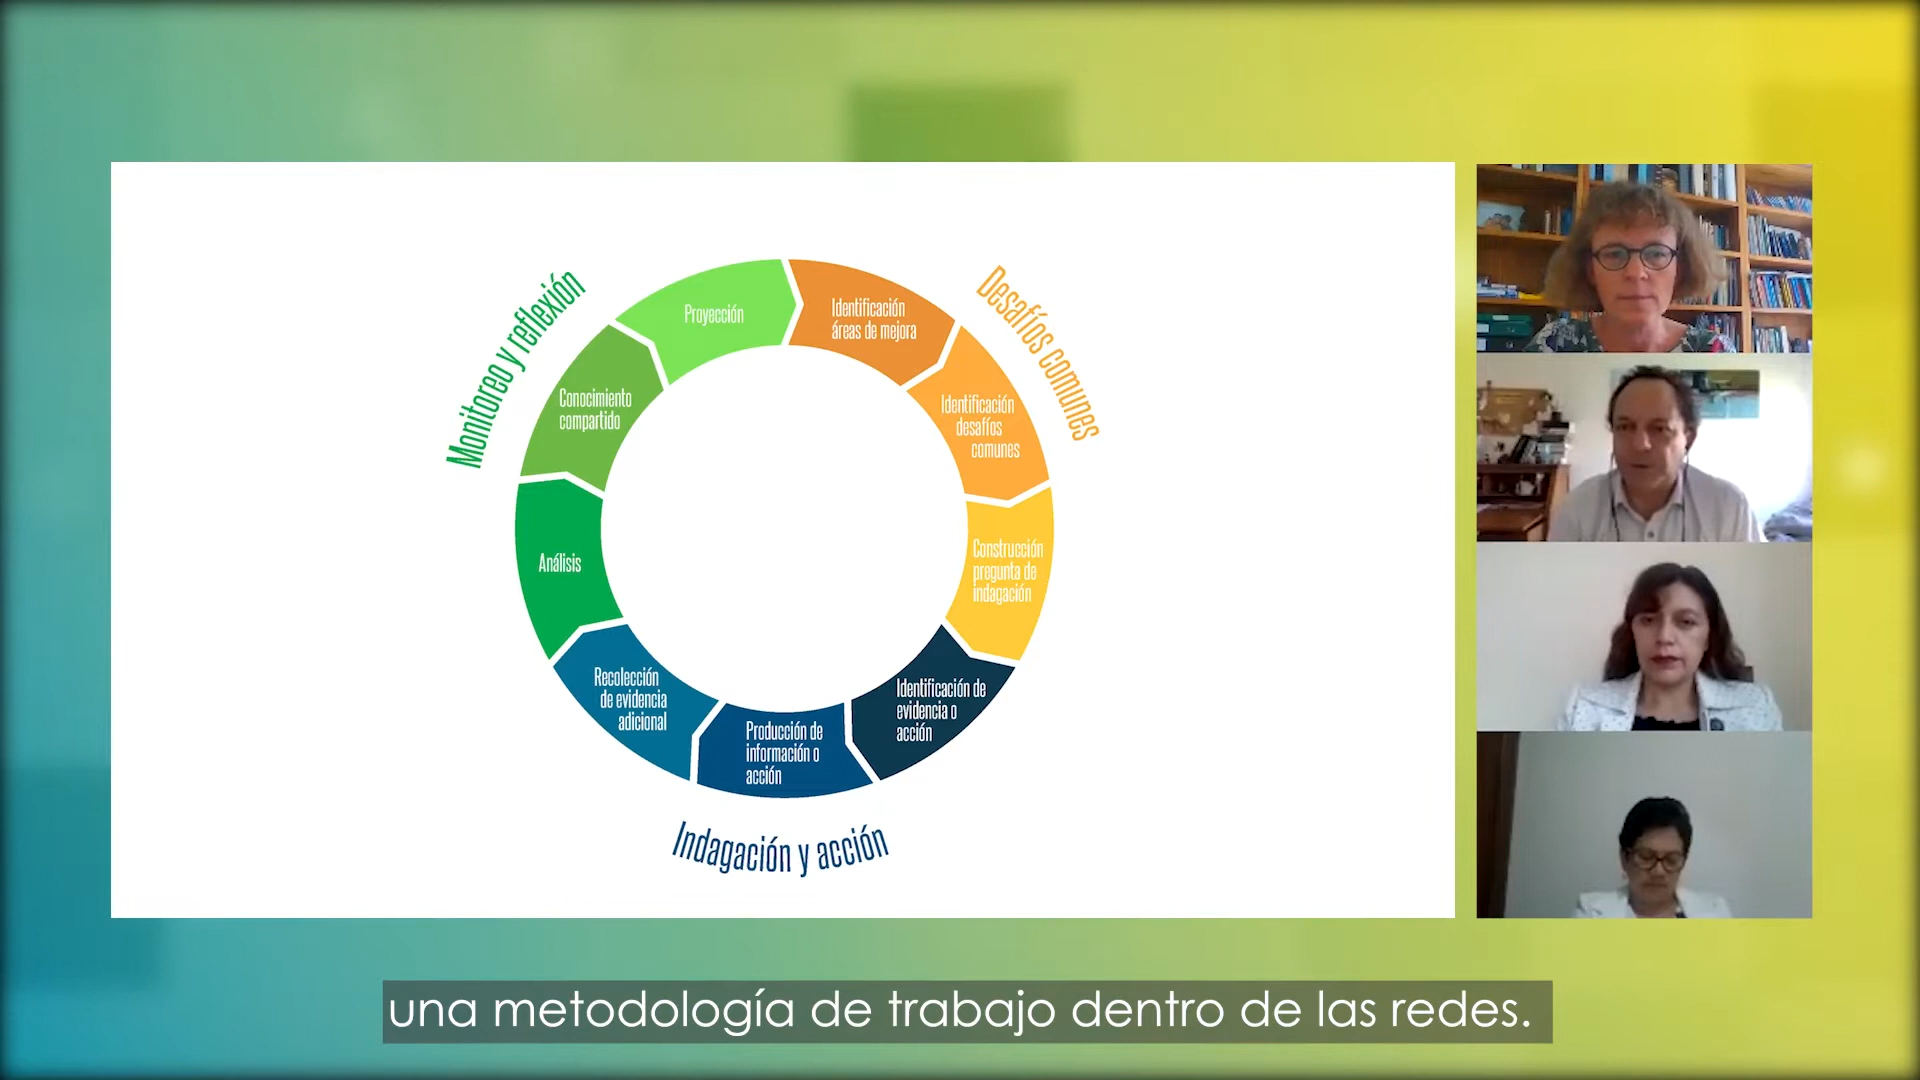 Monitoreo y reflexión
Desafíos comunes
Proyección
Identificación
áreas de mejora
Identificación
desafíos
comunes
Construcción
pregunta de
indagación
Identificación de
evidencia o
acción
Producción de
información o
acción
Recolección
de evidencia
adicional
Análisis
Conocimiento
compartido
Indagación y acción
una metodología de trabajo dentro de las redes.